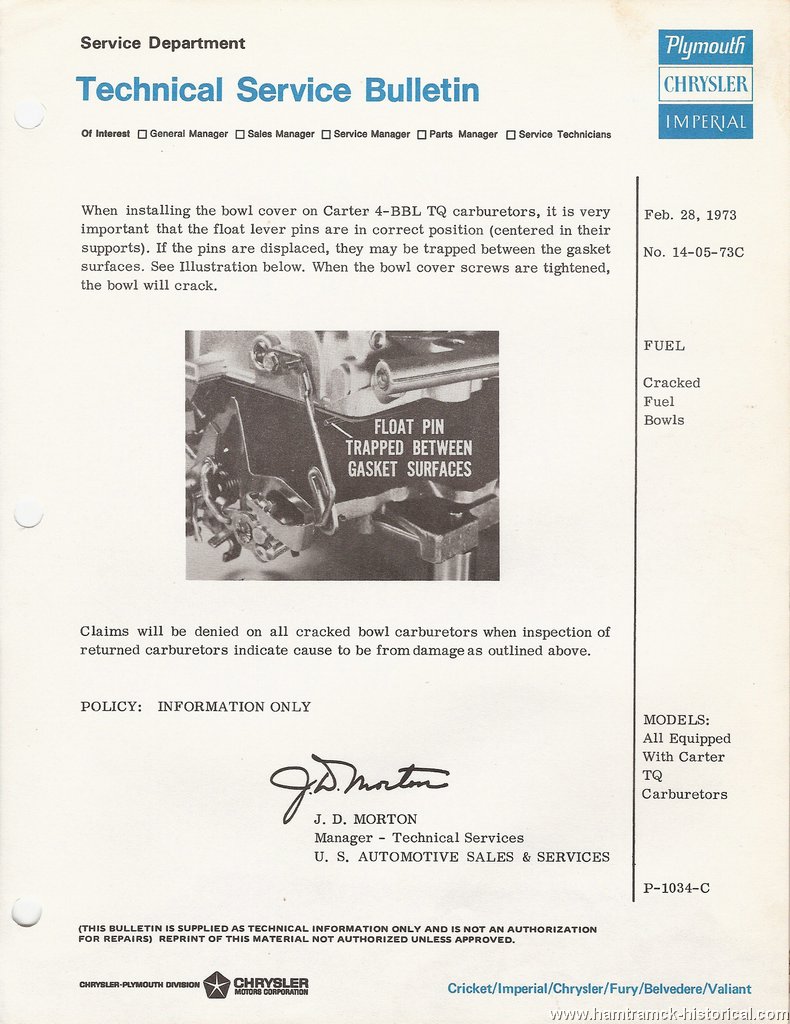 Service Department
Technical Service Bulletin
Plymouth
CHRYSLER
IMPERIAL
Of Interest □ General Manager □ Sales Manager □ Service Manager □ Parts Manager □ Service Technicians
When installing the bowl cover on Carter 4-BBL TQ carburetors, it is very
important that the float lever pins are in correct position (centered in their
supports). If the pins are displaced, they may be trapped between the gasket
surfaces. See Illustration below. When the bowl cover screws are tightened,
the bowl will crack.
Feb. 28, 1973
No. 14-05-73C
FUEL
Cracked
Fuel
Bowls
FLOAT PIN
TRAPPED BETWEEN
GASKET SURFACES
Claims will be denied on all cracked bowl carburetors when inspection of
returned carburetors indicate cause to be from damage as outlined above.
POLICY: INFORMATION ONLY
MODELS:
All Equipped
With Carter
TQ
Carburetors
J. D. Morton
J. D. MORTON
Manager - Technical Services
U. S. AUTOMOTIVE SALES & SERVICES
P-1034-C
(THIS BULLETIN IS SUPPLIED AS TECHNICAL INFORMATION ONLY AND IS NOT AN AUTHORIZATION
FOR REPAIRS) REPRINT OF THIS MATERIAL NOT AUTHORIZED UNLESS APPROVED.
CHRYSLER-PLYMOUTH DIVISION
CHRYSLER
MOTORS CORPORATION
Cricket/Imperial/Chrysler/Fury/Belvedere/Valiant
www.hamtramck-historical.com